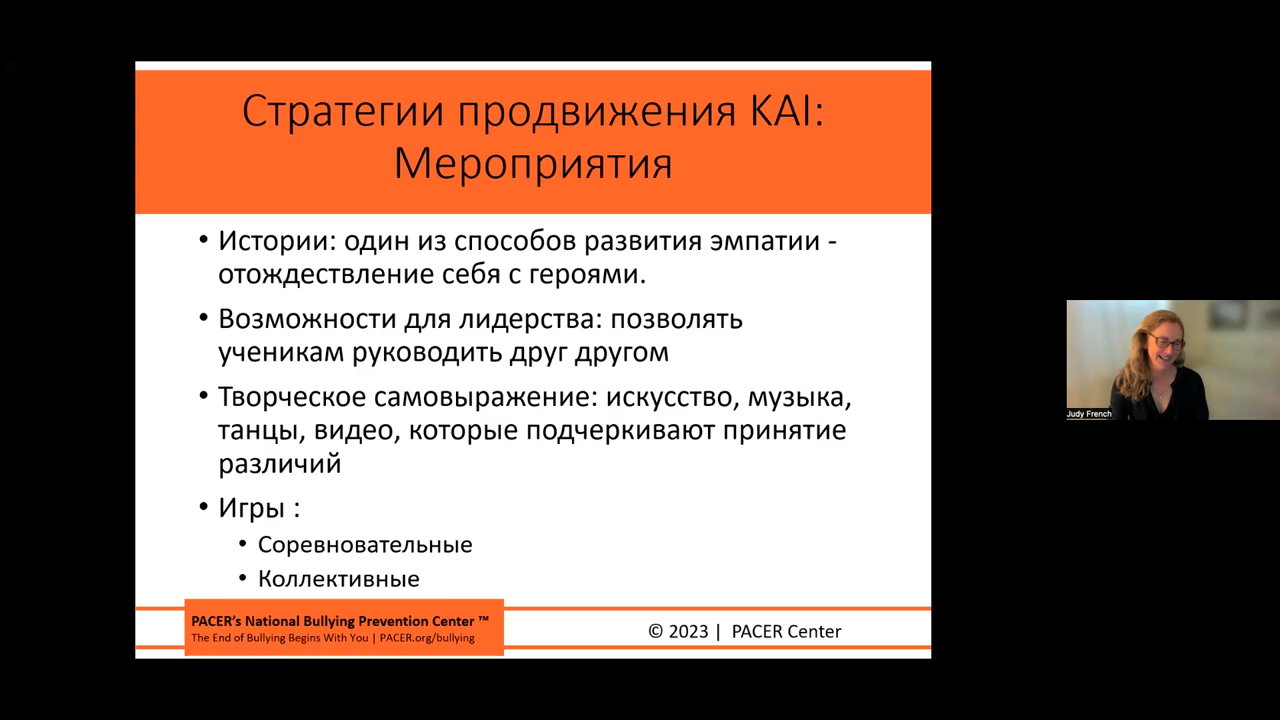 Стратегии продвижения KAI:
Мероприятия
• Истории: один из способов развития эмпатии -
отождествление себя с героями.
• Возможности для лидерства: позволять
ученикам руководить друг другом
• Творческое самовыражение: искусство, музыка,
танцы, видео, которые подчеркивают принятие
различий
• Игры :
• Соревновательные
• Коллективные
PACER's National Bullying Prevention Center ™
The End of Bullying Begins With You | PACER.org/bullying
© 2023 | PACER Center
Judy French